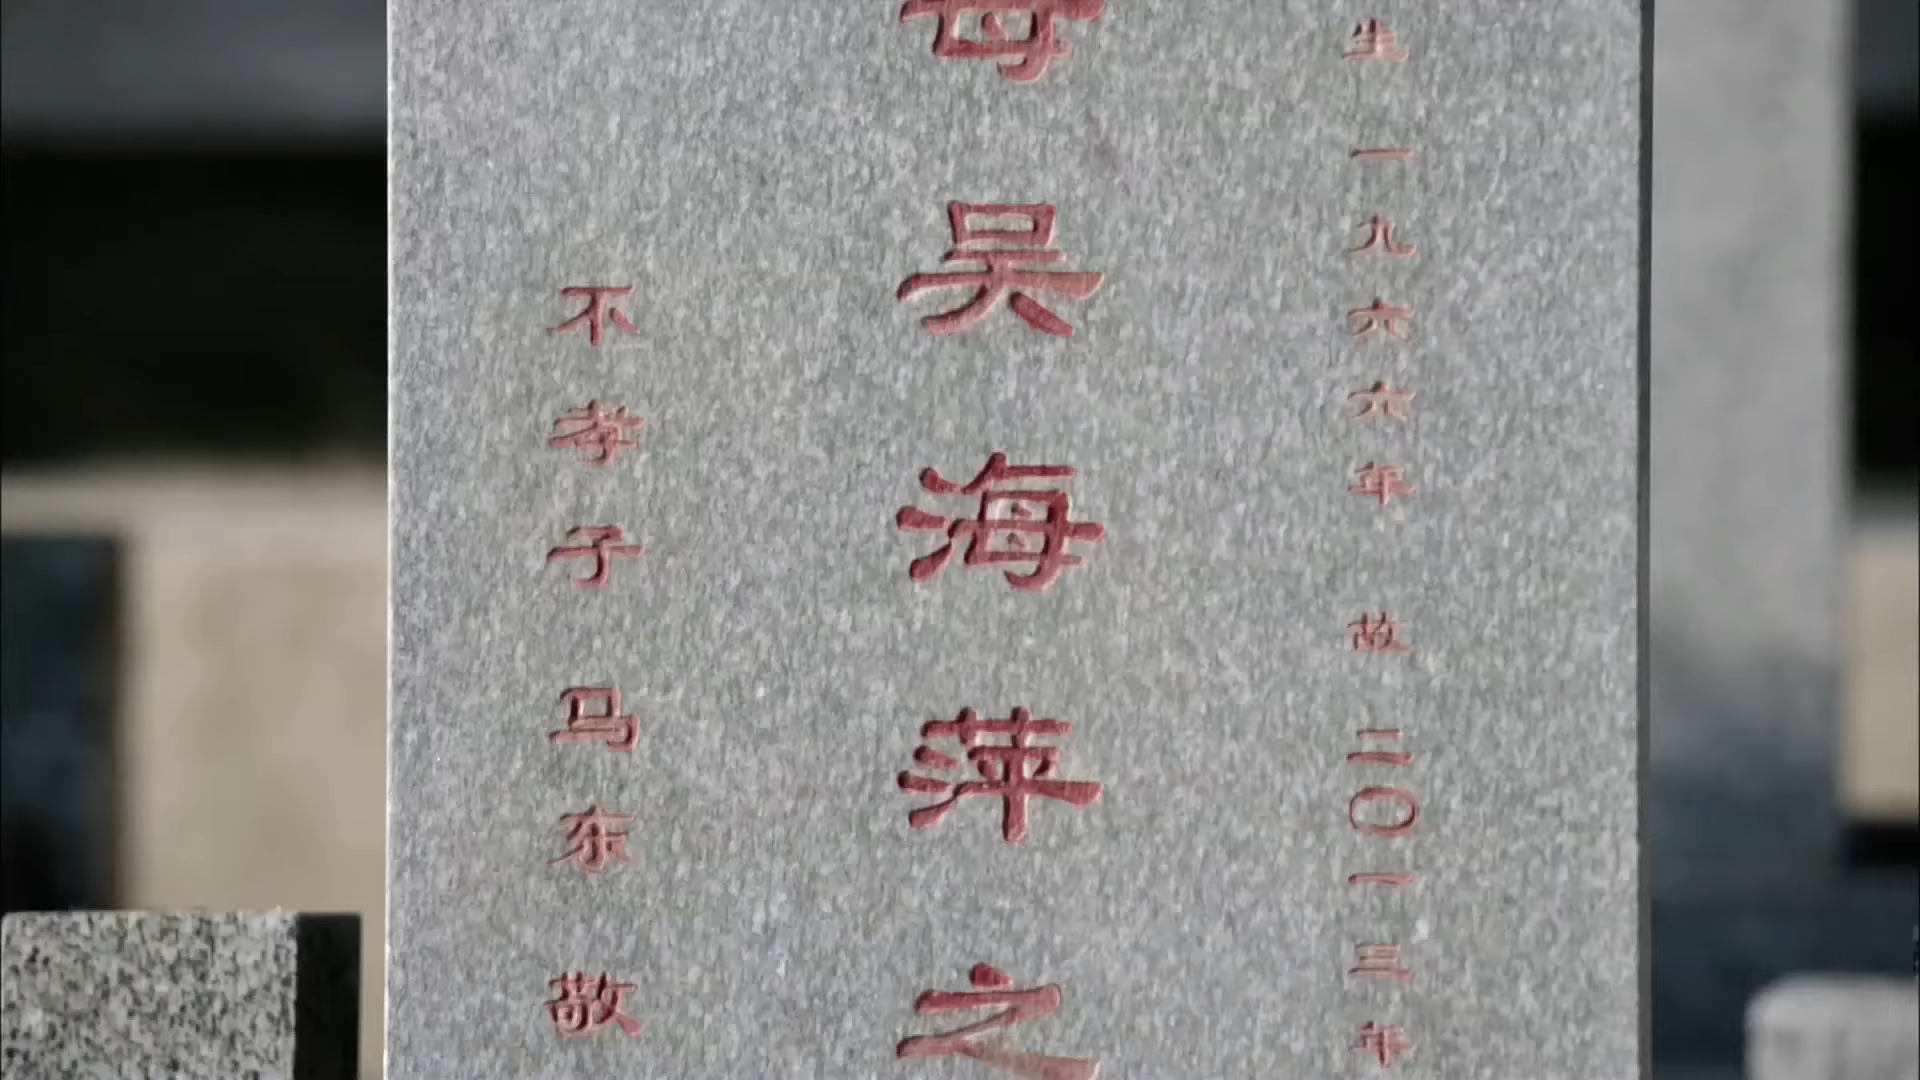 生一九六六年 故二〇一三年
母吴海萍之
不孝子 马东 敬